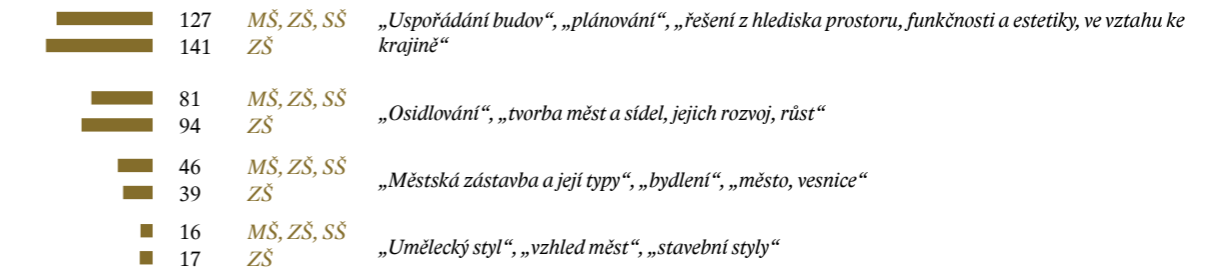 127 MŠ, ZŠ, SŠ „Uspořádání budov“, „plánování“, „řešení z hlediska prostoru, funkčnosti a estetiky, ve vztahu ke
141 ZŠ krajině“
81 MŠ, ZŠ, SŠ
„Osidlování“, „tvorba měst a sídel, jejich rozvoj, růst“
94 ZŠ
46 MŠ, ZŠ, SŠ
„Městská zástavba a její typy“, „bydlení“, „město, vesnice“
39 ZŠ
16 MŠ, ZŠ, SŠ
„Umělecký styl“, „vzhled měst“, „stavební styly“
17 ZŠ